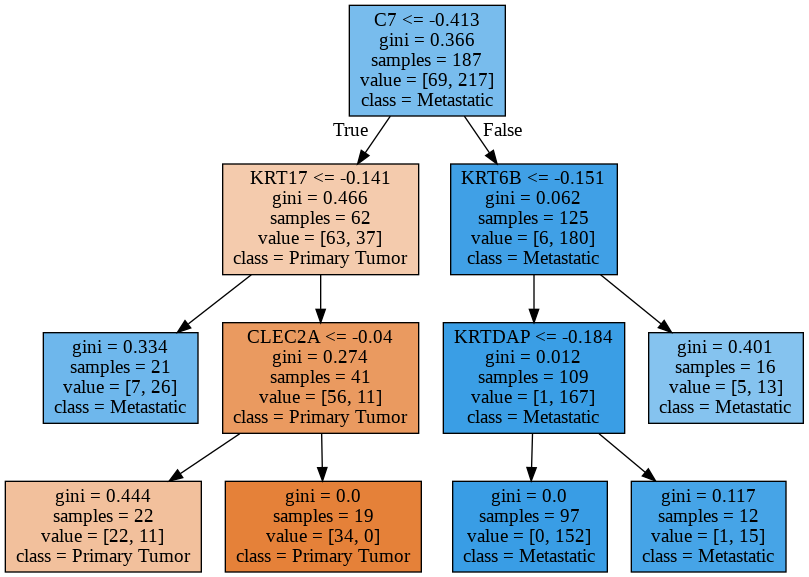 C7 <= -0.413
gini = 0.366
samples = 187
value = [69, 217]
class = Metastatic
True
False
KRT17 <= -0.141
gini = 0.466
samples = 62
value = [63, 37]
class = Primary Tumor
KRT6B <= -0.151
gini = 0.062
samples = 125
value = [6, 180]
class = Metastatic
gini = 0.334
samples = 21
value = [7, 26]
class = Metastatic
CLEC2A <= -0.04
gini = 0.274
samples = 41
value = [56, 11]
class = Primary Tumor
KRTDAP <= -0.184
gini = 0.012
samples = 109
value = [1, 167]
class = Metastatic
gini = 0.401
samples = 16
value = [5, 13]
class = Metastatic
gini = 0.444
samples = 22
value = [22, 11]
class = Primary Tumor
gini = 0.0
samples = 19
value = [34, 0]
class = Primary Tumor
gini = 0.0
samples = 97
value = [0, 152]
class = Metastatic
gini = 0.117
samples = 12
value = [1, 15]
class = Metastatic